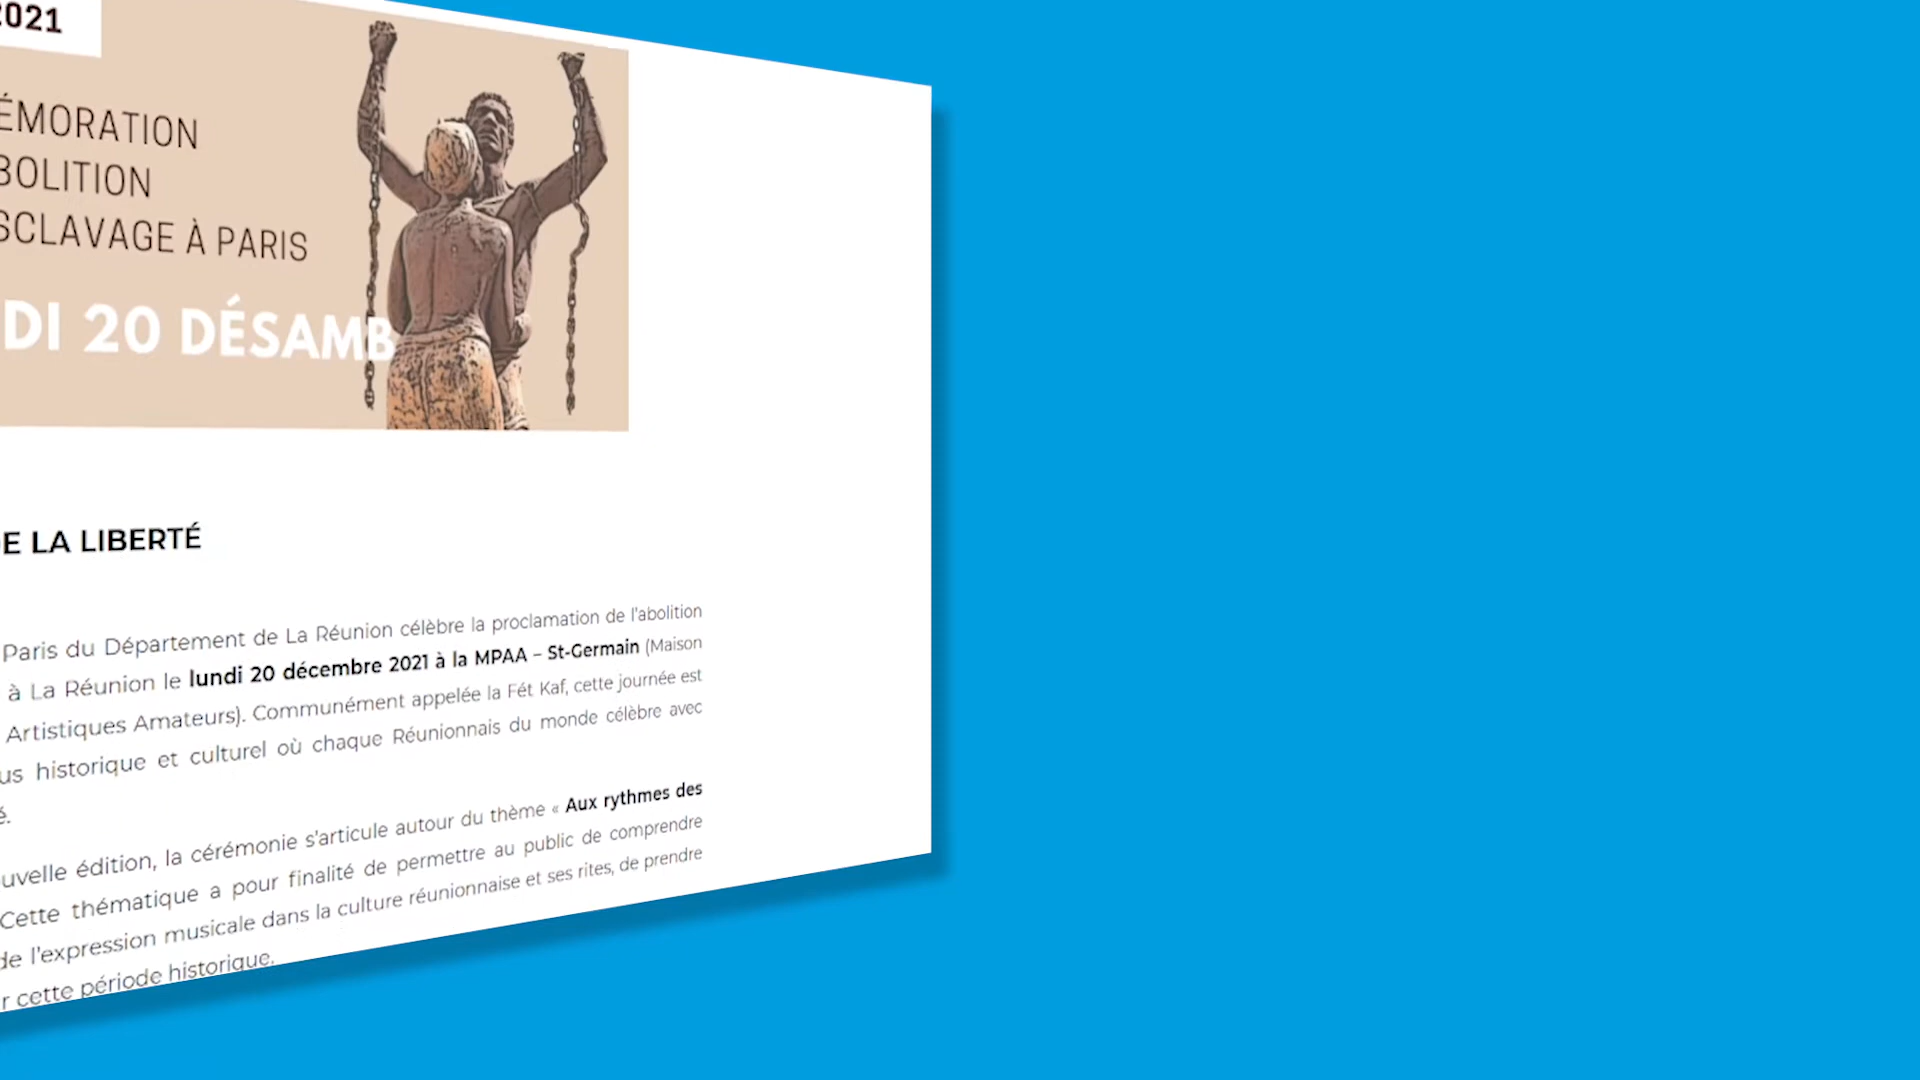 2021
ÉMORATION
BOLITION
SCLAVAGE À PARIS
DI 20 DÉSAMB
E LA LIBERTÉ
Paris du Département de La Réunion célèbre la proclamation de l'abolition
à La Réunion le lundi 20 décembre 2021 à la MPAA – St-Germain (Maison
Artistiques Amateurs). Communément appelée la Fét Kaf, cette journée est
us historique et culturel où chaque Réunionnais du monde célèbre avec
é.
uvelle édition, la cérémonie s'articule autour du thème « Aux rythmes des
Cette thématique a pour finalité de permettre au public de comprendre
de l'expression musicale dans la culture réunionnaise et ses rites, de prendre
r cette période historique.